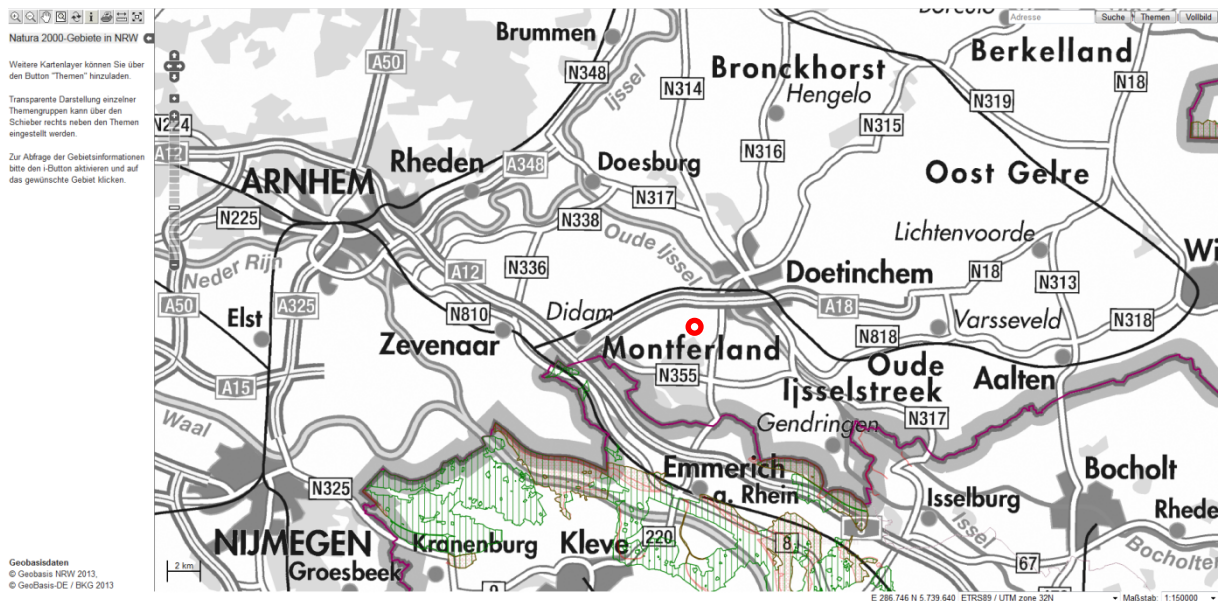 Natura 2000-Gebiete in NRW
Weitere Kartenlayer können Sie über
den Button "Themen" hinzuladen.
Transparente Darstellung einzelner
Themengruppen kann über den
Schieber rechts neben den Themen
eingestellt werden.
Zur Abfrage der Gebietsinformationen
bitte den i-Button aktivieren und auf
das gewünschte Gebiet klicken.
Geobasisdaten
© Geobasis NRW 2013,
© GeoBasis-DE / BKG 2013
Adresse
Suche
Themen
Vollbild
Brummen
A50
N348
Ijssel
N314
Bronckhorst
Hengelo
Berkelland
N18
N319
N315
N224
A12
N316
Rheden
A348
Doesburg
N317
ARNHEM
Oost Gelre
N225
N338
Oude Ijssel
Lichtenvoorde
Neder Rijn
N336
A12
Doetinchem
N18
N313
Wi
A50
A325
Elst
N810
Didam
A18
Varsseveld
N318
Zevenaar
Montferland
N818
N355
Oude
Ijsselstreek
Aalten
A15
Waal
Gendringen
N317
N325
Emmerich
a. Rhein
Bocholt
Isselburg
Rhede
NIJMEGEN
Groesbeek
Kranenburg
Kleve
220
8
Issel
67
Bocholter
2 km
E 286.746 N 5.739.640 ETRS89 / UTM zone 32N
Maßstab: 1:150000